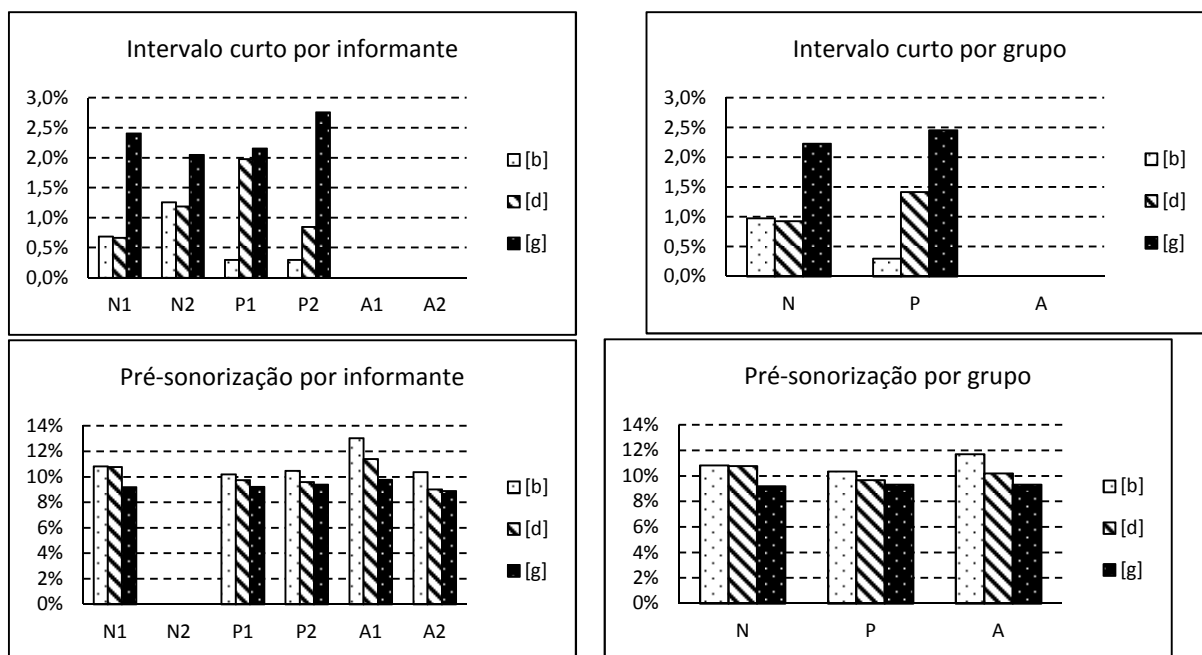 Intervalo curto por informante
3,0%
2,5%
2,0%
1,5%
1,0%
0,5%
0,0%
N1 N2 P1 P2 A1 A2
[b]
[d]
[g]
Intervalo curto por grupo
3,0%
2,5%
2,0%
1,5%
1,0%
0,5%
0,0%
N P A
[b]
[d]
[g]
Pré-sonorização por informante
14%
12%
10%
8%
6%
4%
2%
0%
N1 N2 P1 P2 A1 A2
[b]
[d]
[g]
Pré-sonorização por grupo
14%
12%
10%
8%
6%
4%
2%
0%
N P A
[b]
[d]
[g]